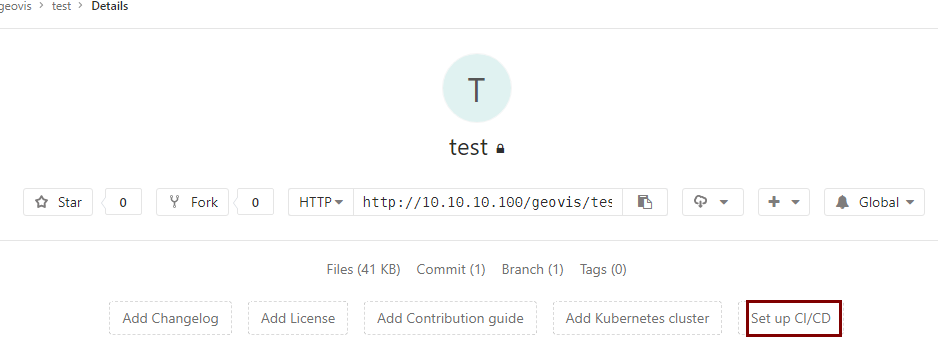 geovis > test > Details
T
test
Star 0 Fork 0 HTTP http://10.10.10.100/geovis/tes Global
Files (41 KB) Commit (1) Branch (1) Tags (0)
Add Changelog Add License Add Contribution guide Add Kubernetes cluster Set up CI/CD